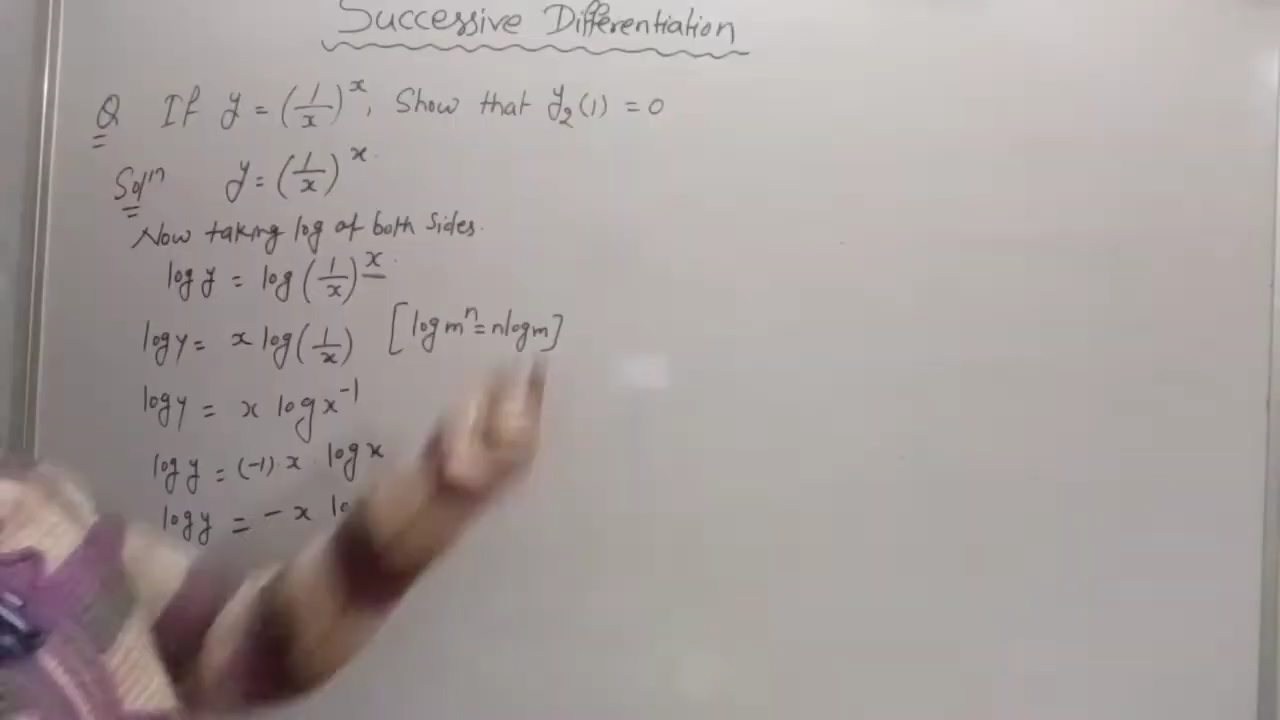 Successive Differentiation
Q If y = (1/x)^x, Show that y₂(1) = 0
Solⁿ y = (1/x)^x
Now taking log of both sides.
log y = log (1/x)^x
log y = x log(1/x) [log mⁿ = n log m]
log y = x log x⁻¹
log y = (-1) x log x
log y = - x